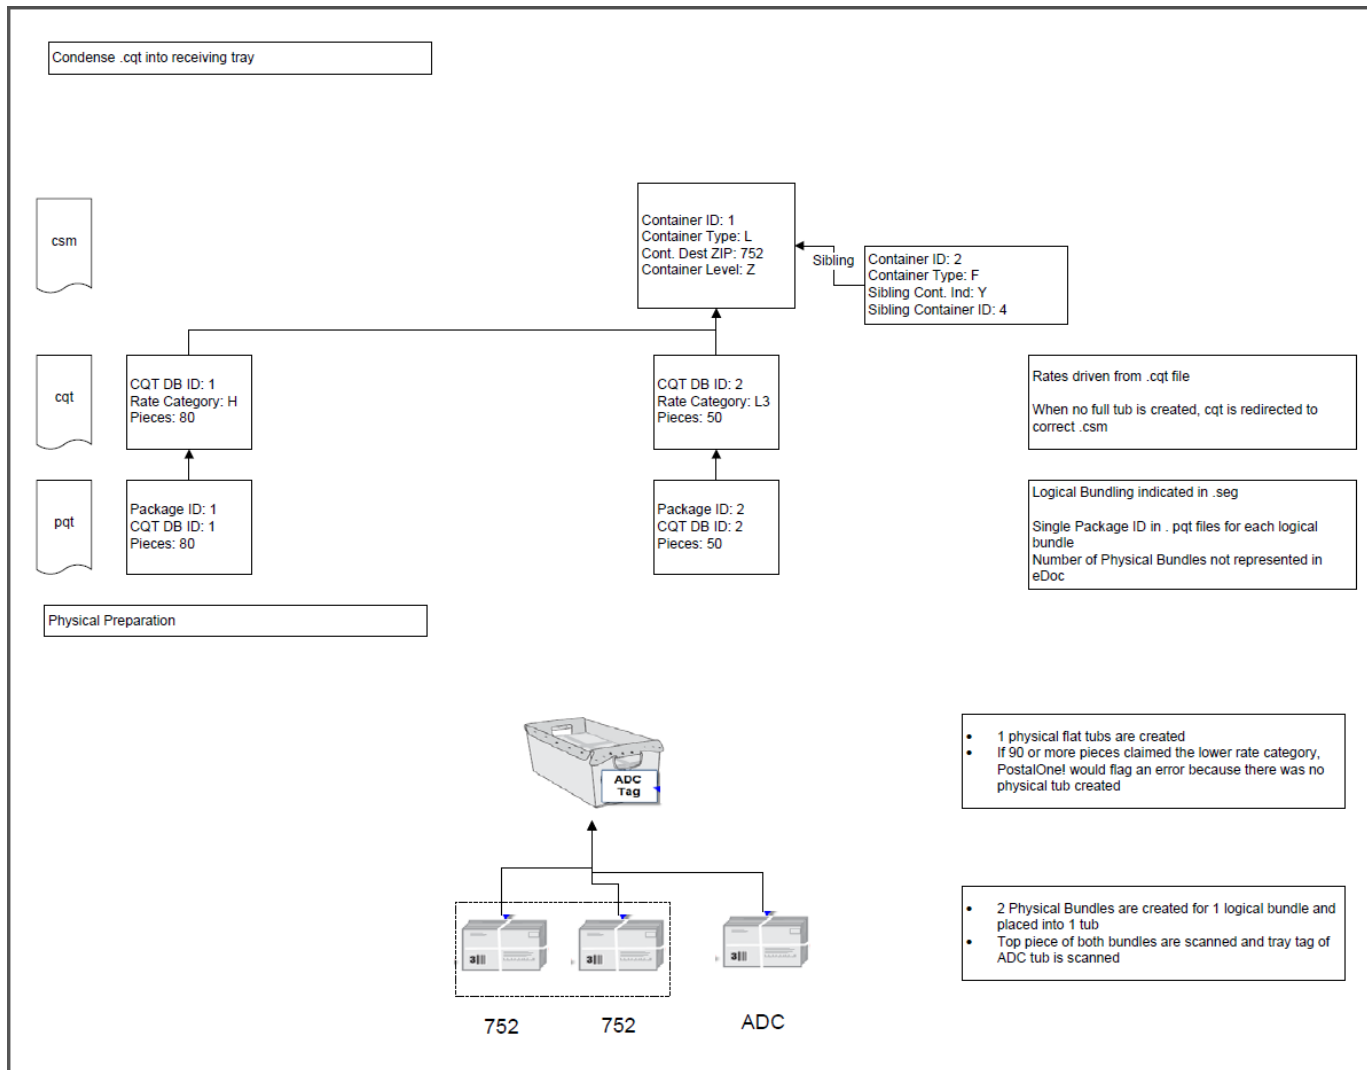 Condense .cqt into receiving tray
csm
Container ID: 1
Container Type: L
Cont. Dest ZIP: 752
Container Level: Z
Sibling
Container ID: 2
Container Type: F
Sibling Cont. Ind: Y
Sibling Container ID: 4
cqt
CQT DB ID: 1
Rate Category: H
Pieces: 80
CQT DB ID: 2
Rate Category: L3
Pieces: 50
Rates driven from .cqt file
When no full tub is created, cqt is redirected to
correct .csm
pqt
Package ID: 1
CQT DB ID: 1
Pieces: 80
Package ID: 2
CQT DB ID: 2
Pieces: 50
Logical Bundling indicated in .seg
Single Package ID in . pqt files for each logical
bundle
Number of Physical Bundles not represented in
eDoc
Physical Preparation
ADC
Tag
• 1 physical flat tubs are created
• If 90 or more pieces claimed the lower rate category,
PostalOne! would flag an error because there was no
physical tub created
• 2 Physical Bundles are created for 1 logical bundle and
placed into 1 tub
• Top piece of both bundles are scanned and tray tag of
ADC tub is scanned
752
752
ADC